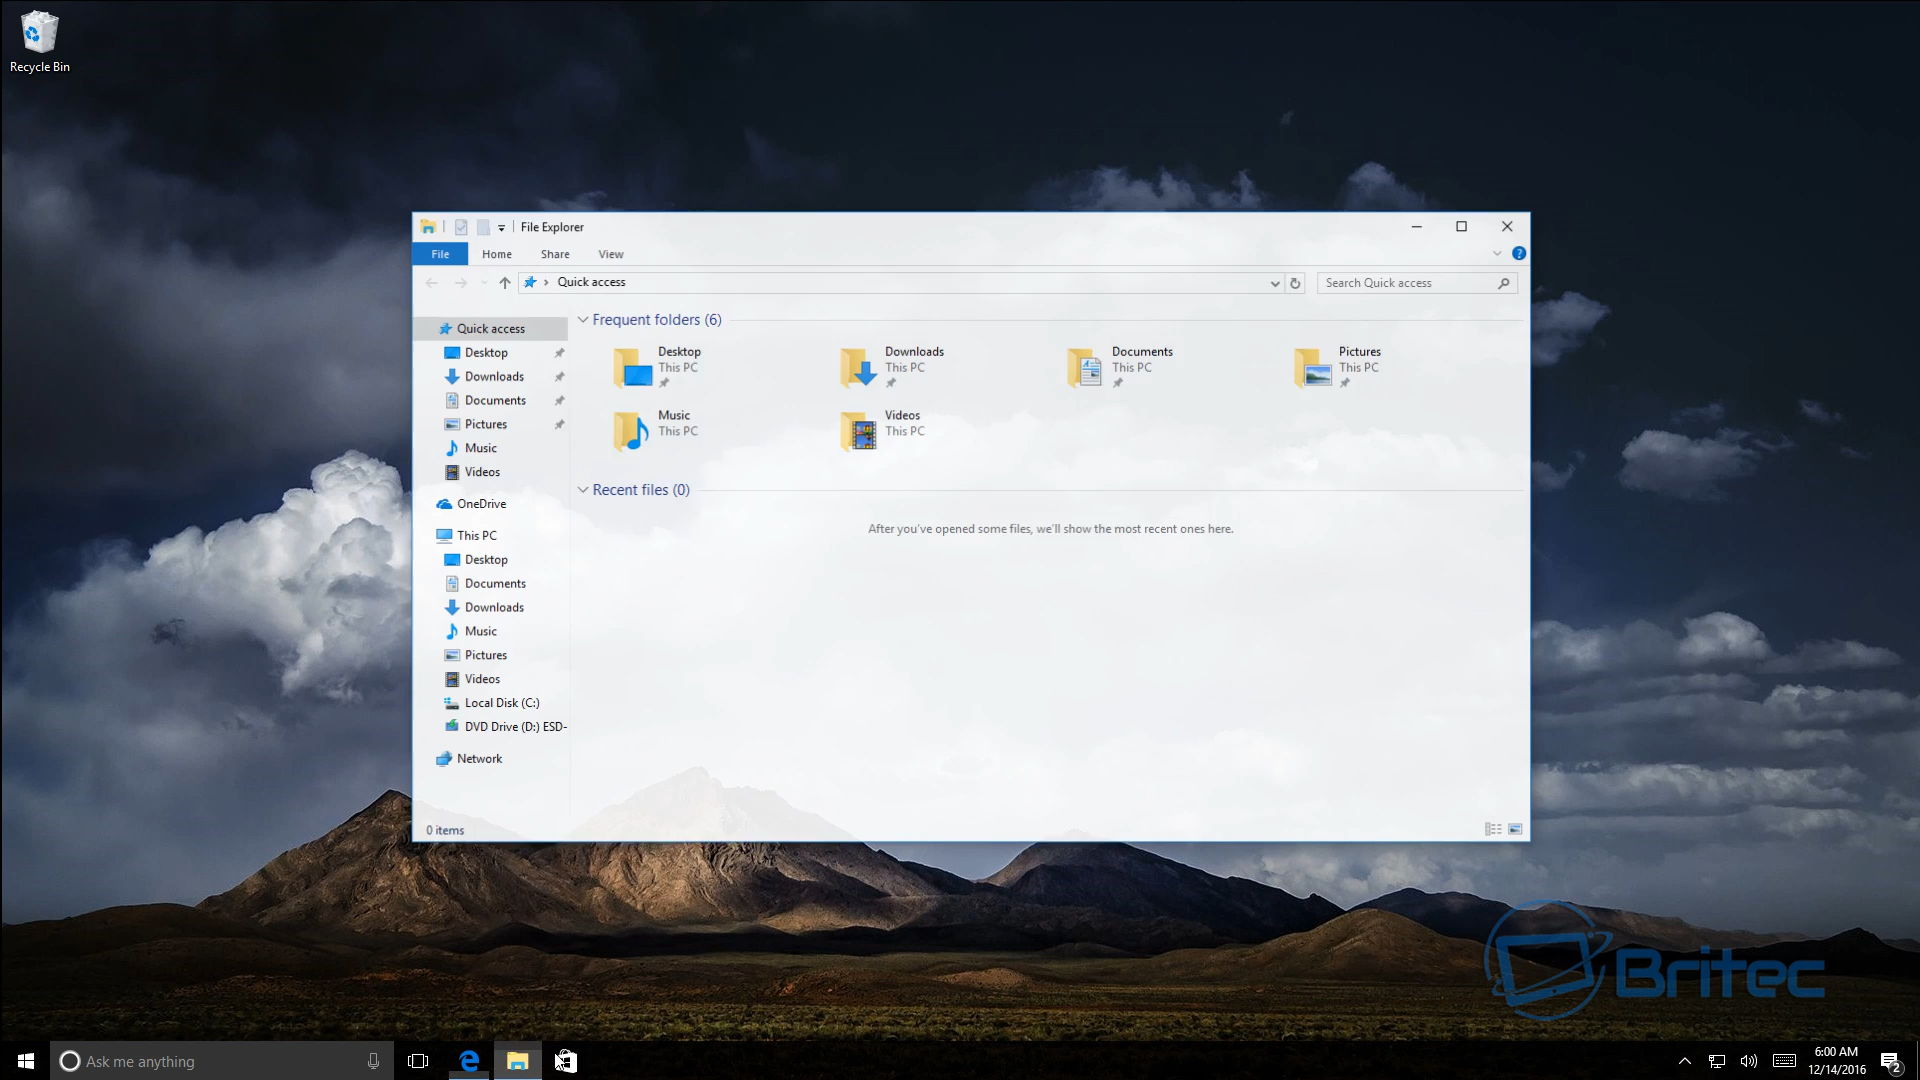 Recycle Bin
File Explorer
File Home Share View
Quick access
Search Quick access
Quick access
Desktop
Downloads
Documents
Pictures
Music
Videos
OneDrive
This PC
Desktop
Documents
Downloads
Music
Pictures
Videos
Local Disk (C:)
DVD Drive (D:) ESD-
Network
Frequent folders (6)
Desktop
This PC
Downloads
This PC
Documents
This PC
Pictures
This PC
Music
This PC
Videos
This PC
Recent files (0)
After you've opened some files, we'll show the most recent ones here.
0 items
Britec
Ask me anything
6:00 AM
12/14/2016
2